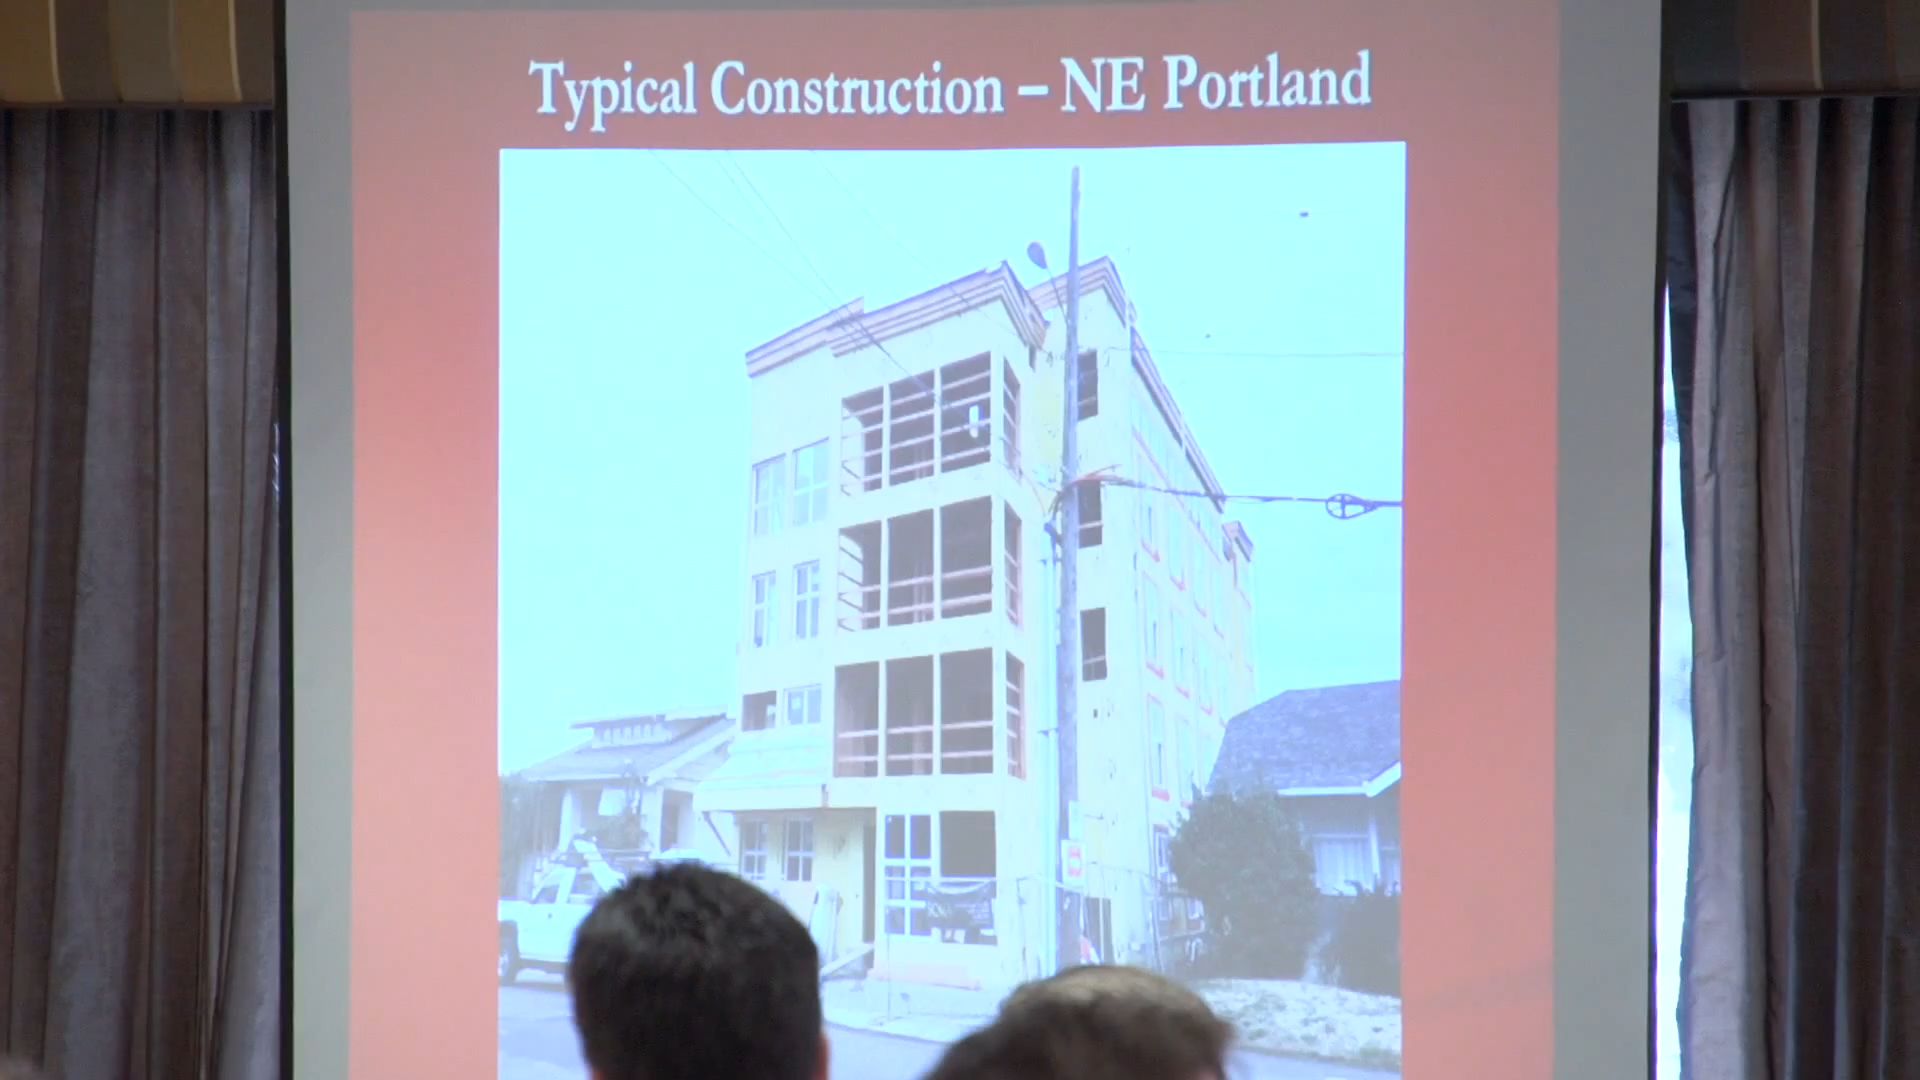 Typical Construction – NE Portland